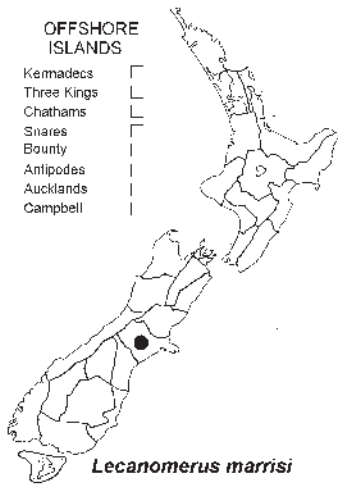 OFFSHORE
ISLANDS
Kermadecs
Three Kings
Chathams
Snares
Bounty
Antipodes
Aucklands
Campbell
Lecanomerus marrisi